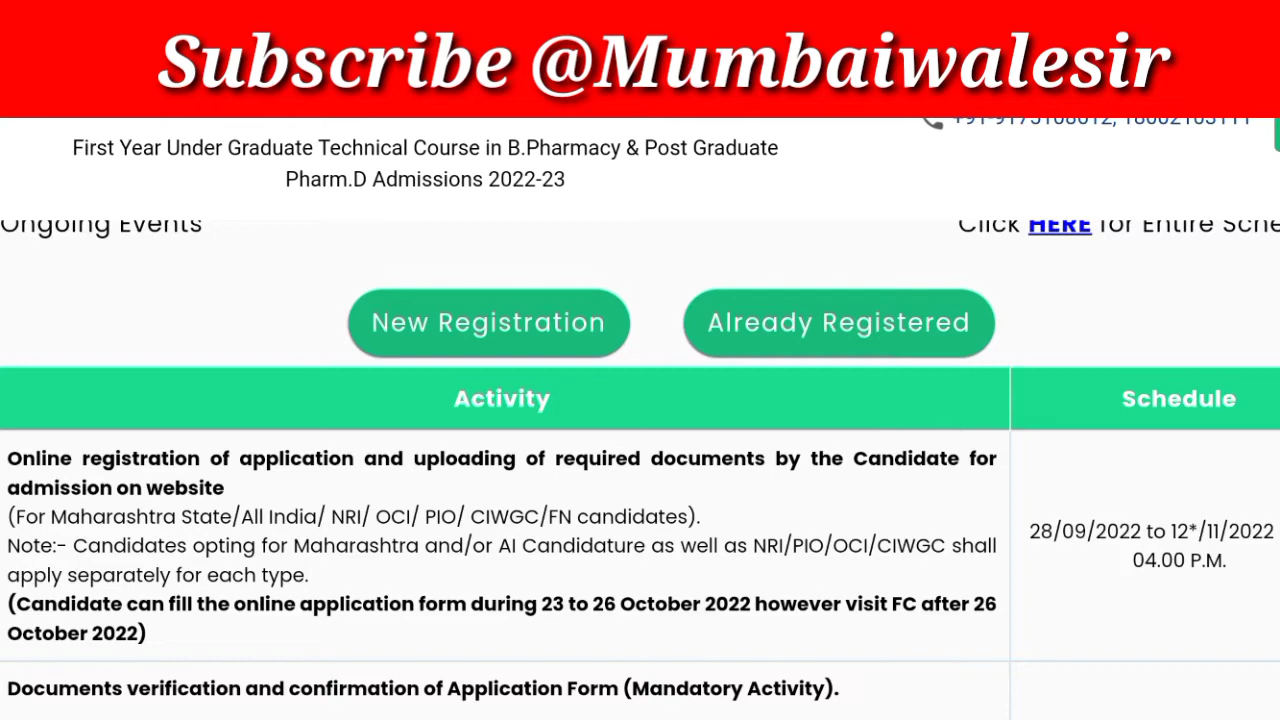 Subscribe @Mumbaiwalesir
First Year Under Graduate Technical Course in B.Pharmacy & Post Graduate
Pharm.D Admissions 2022-23
Ongoing Events
Click HERE for Entire
New Registration
Already Registered
Activity
Schedule
Online registration of application and uploading of required documents by the Candidate for
admission on website
(For Maharashtra State/All India/ NRI/ OCI/ PIO/ CIWGC/FN candidates).
Note:- Candidates opting for Maharashtra and/or AI Candidature as well as NRI/PIO/OCI/CIWGC shall
apply separately for each type.
(Candidate can fill the online application form during 23 to 26 October 2022 however visit FC after 26
October 2022)
28/09/2022 to 12*/11/2022
04.00 P.M.
Documents verification and confirmation of Application Form (Mandatory Activity).